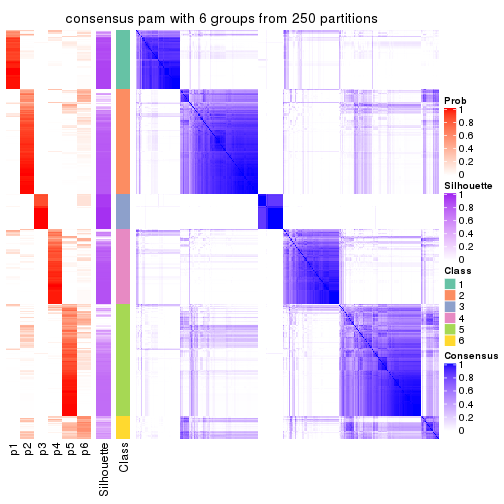 consensus pam with 6 groups from 250 partitions
Prob
1
0.8
0.6
0.4
0.2
0
Silhouette
1
0.8
0.6
0.4
0.2
0
Class
1
2
3
4
5
6
Consensus
1
0.8
0.6
0.4
0.2
0
p1
p2
p3
p4
p5
p6
Silhouette
Class